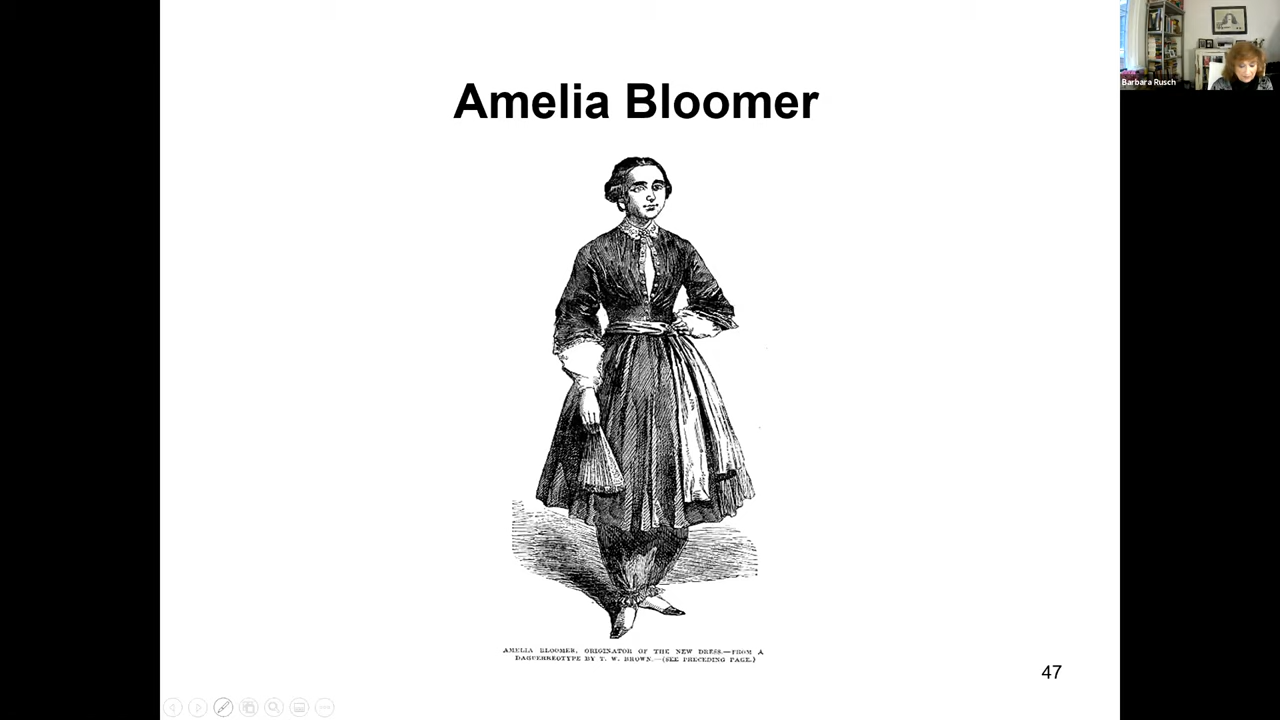 Amelia Bloomer
Barbara Rusch
AMELIA BLOOMER, ORIGINATOR OF THE NEW DRESS.—FROM A
DAGUERREOTYPE BY T. W. BROWN.—(SEE PRECEDING PAGE.)
47